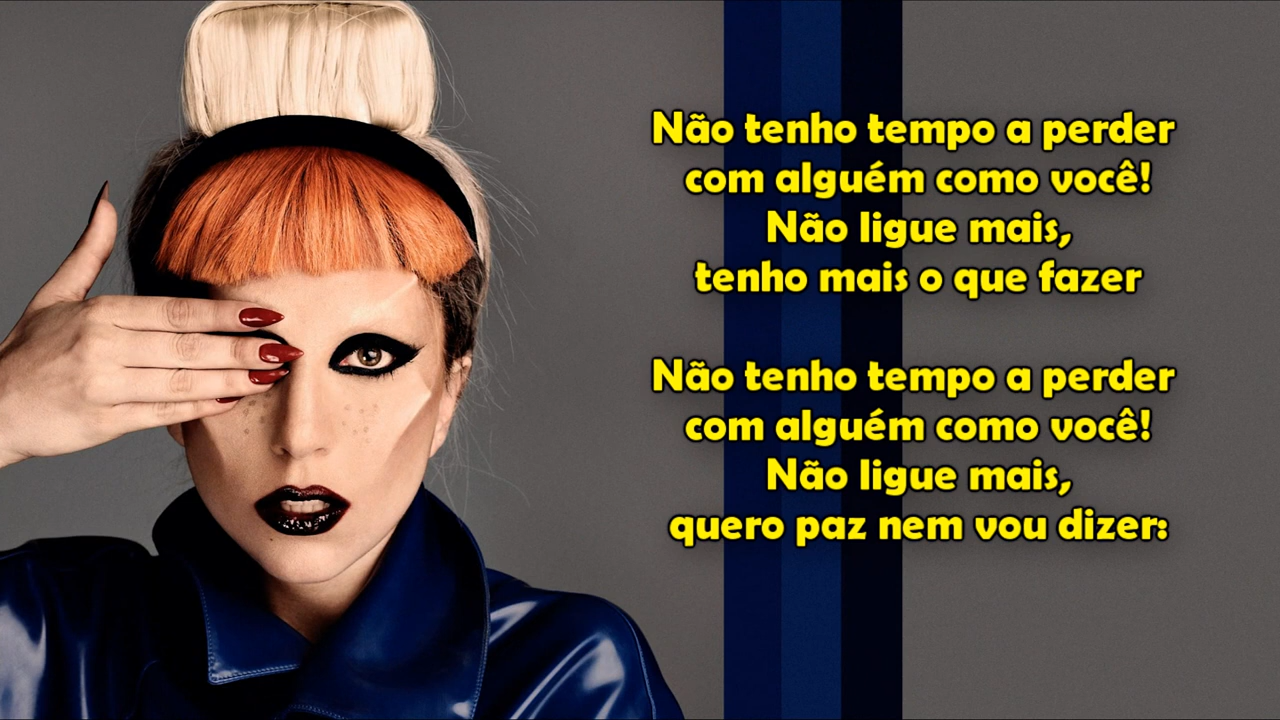 Não tenho tempo a perder
com alguém como você!
Não ligue mais,
tenho mais o que fazer
Não tenho tempo a perder
com alguém como você!
Não ligue mais,
quero paz nem vou dizer: